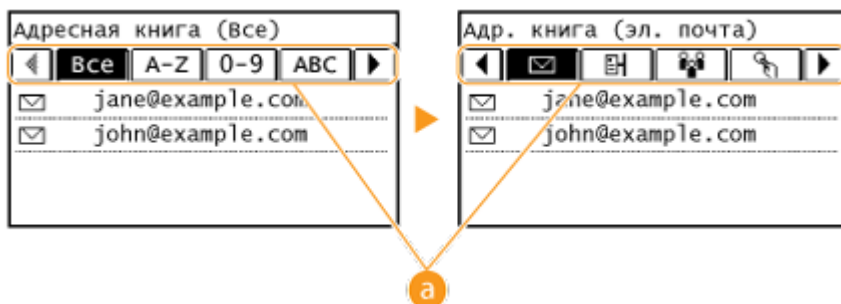 Адресная книга (Все)
Все A-Z 0-9 ABC
jane@example.com
john@example.com
Адр. книга (эл. почта)
jane@example.com
john@example.com
a